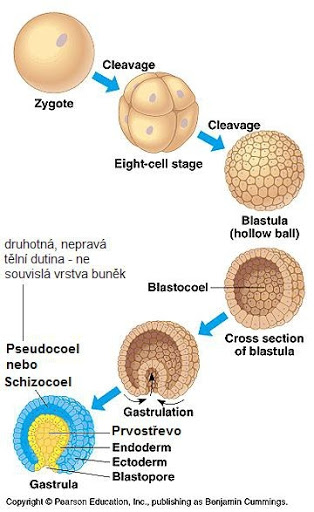 Cleavage
Zygote
Cleavage
Eight-cell stage
Blastula
(hollow ball)
druhotná, nepravá
tělní dutina - ne
souvislá vrstva buněk
Blastocoel
Cross section
of blastula
Pseudocoel
nebo
Schizocoel
Gastrulation
Prvostřevo
Endoderm
Ectoderm
Blastopore
Gastrula
Copyright © Pearson Education, Inc., publishing as Benjamin Cummings.